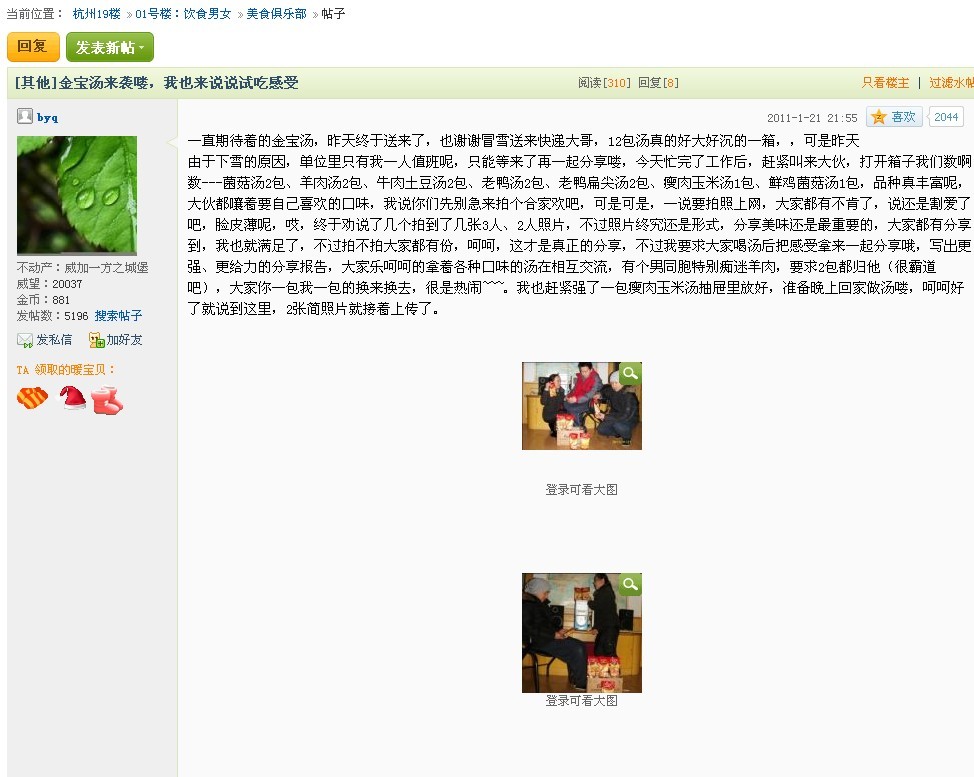 当前位置： 杭州19楼 »01号楼：饮食男女 »美食俱乐部 »帖子
回复 发表新帖
[其他]金宝汤来袭喽，我也来说说试吃感受 阅读[310] 回复[8] 只看楼主 | 过滤水帖
byq
2011-1-21 21:55 喜欢 2044
一直期待着的金宝汤，昨天终于送来了，也谢谢冒雪送来快递大哥，12包汤真的好大好沉的一箱，，可是昨天
由于下雪的原因，单位里只有我一人值班呢，只能等来了再一起分享喽，今天忙完了工作后，赶紧叫来大伙，打开箱子我们数啊
数---菌菇汤2包、羊肉汤2包、牛肉土豆汤2包、老鸭汤2包、老鸭扁尖汤2包、瘦肉玉米汤1包、鲜鸡菌菇汤1包，品种真丰富呢，
大伙都嚷着要自己喜欢的口味，我说你们先别急来拍个合家欢吧，可是可是，一说要拍照上网，大家都有不肯了，说还是割爱了
吧，脸皮薄呢，哎，终于劝说了几个拍到了几张3人、2人照片，不过照片终究还是形式，分享美味还是最重要的，大家都有分享
到，我也就满足了，不过拍不拍大家都有份，呵呵，这才是真正的分享，不过我要求大家喝汤后把感受拿来一起分享哦，写出更
强、更给力的分享报告，大家乐呵呵的拿着各种口味的汤在相互交流，有个男同胞特别痴迷羊肉，要求2包都归他（很霸道
吧），大家你一包我一包的换来换去，很是热闹~~~。我也赶紧强了一包瘦肉玉米汤抽屉里放好，准备晚上回家做汤喽，呵呵好
了就说到这里，2张简照片就接着上传了。
不动产：威加一方之城堡
威望：20037
金币：881
发帖数：5196 搜索帖子
发私信 加好友
TA 领取的暖宝贝：
登录可看大图
登录可看大图